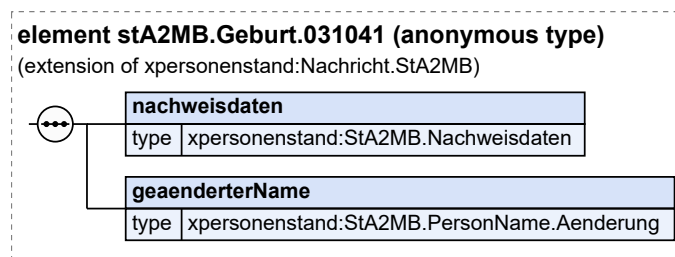 element stA2MB.Geburt.031041 (anonymous type)
(extension of xpersonenstand:Nachricht.StA2MB)
nachweisdaten
type xpersonenstand:StA2MB.Nachweisdaten
geaenderterName
type xpersonenstand:StA2MB.PersonName.Aenderung